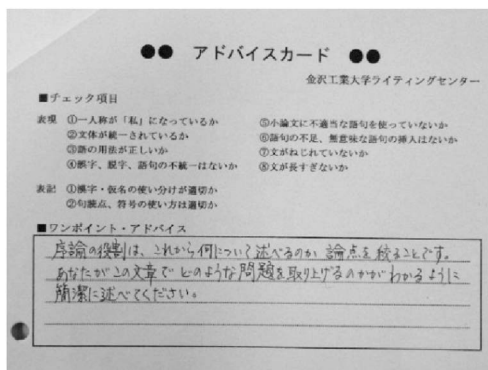 ●● アドバイスカード ●●
金沢工業大学ライティングセンター
■チェック項目
表現 ①一人称が「私」になっているか
②文体が統一されているか
③語の用法が正しいか
④誤字、脱字、語句の不統一はないか
⑤小論文に不適当な語句を使っていないか
⑥語句の不足、無意味な語句の挿入はないか
⑦文がねじれていないか
⑧文が長すぎないか
表記 ①漢字・仮名の使い分けが適切か
②句読点、符号の使い方は適切か
■ワンポイント・アドバイス
序論の役割は、これから何について述べるのか論点を絞ることです。
あなたがこの文章でどのような問題を取り上げるのかがわかるように
簡潔に述べてください。